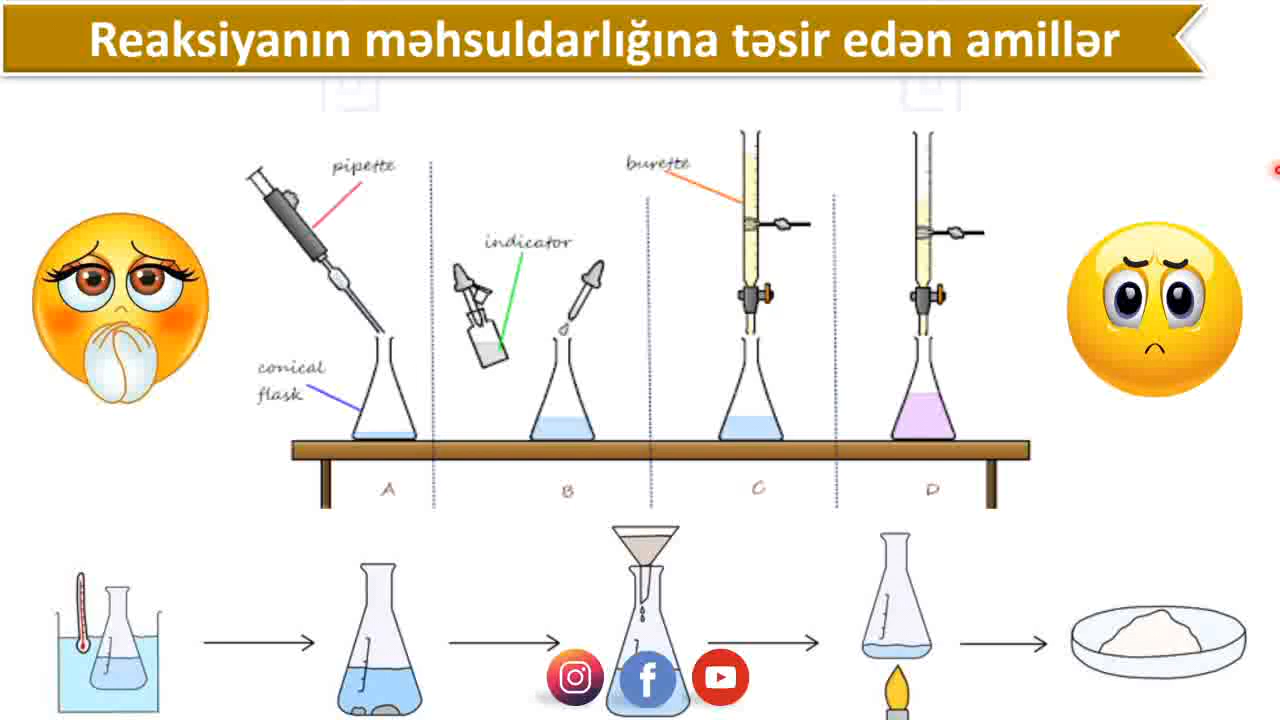 Reaksiyanın məhsuldarlığına təsir edən amillər
pipette
burette
indicator
conical
flask
A
B
C
D